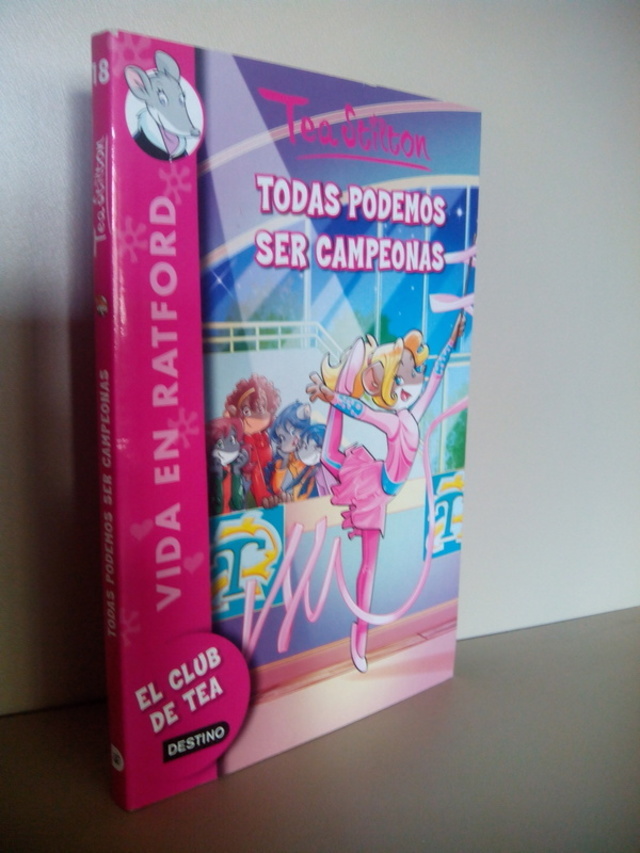 18
Tea Stilton
TODAS PODEMOS SER CAMPEONAS
VIDA EN RATFORD
Tea Stilton
TODAS PODEMOS
SER CAMPEONAS
EL CLUB
DE TEA
DESTINO